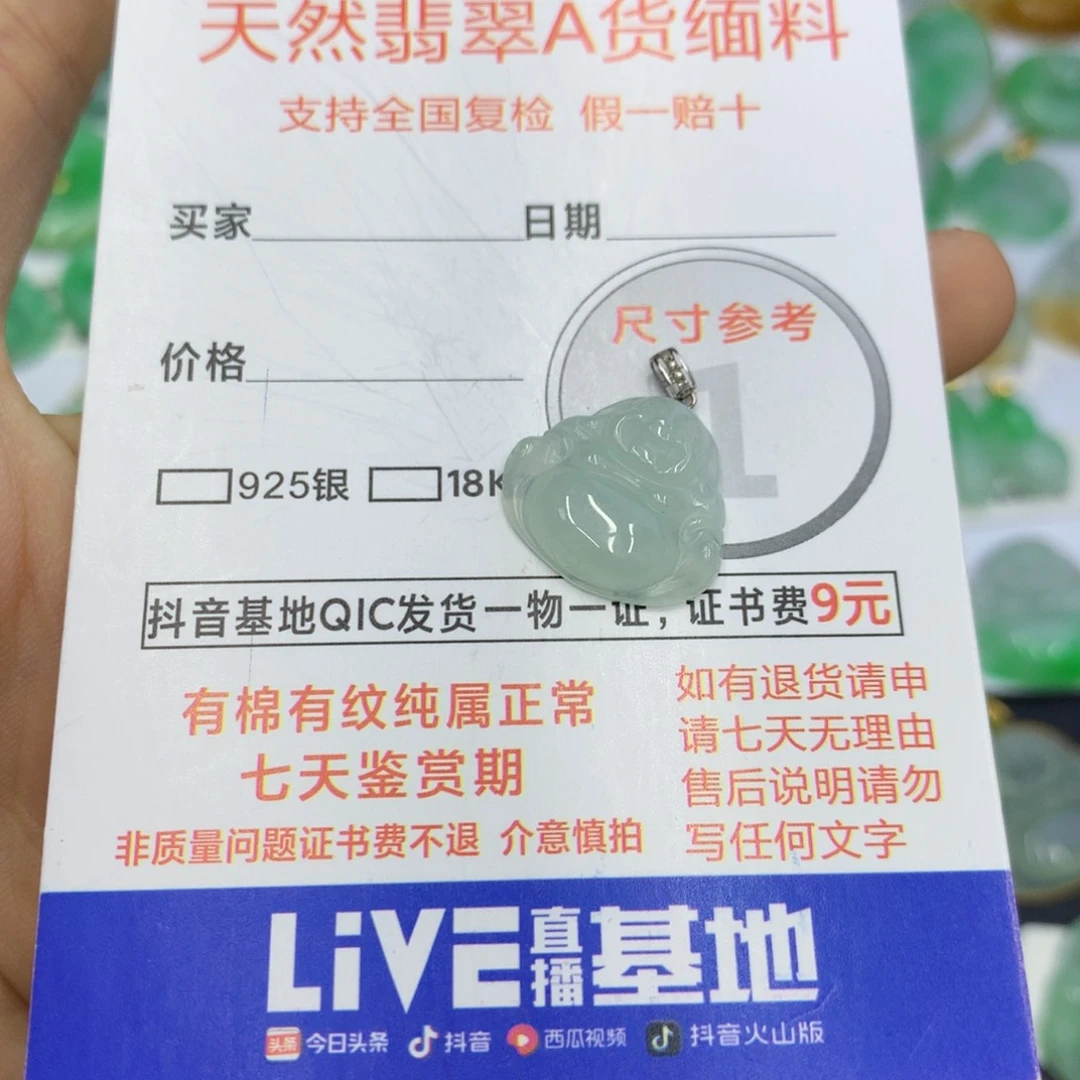 天然翡翠A货缅料
支持全国复检 假一赔十
买家 日期
尺寸参考
1
价格
925银 18K
抖音基地QIC发货一物一证，证书费9元
有棉有纹纯属正常
七天鉴赏期
非质量问题证书费不退 介意慎拍
如有退货请申
请七天无理由
售后说明请勿
写任何文字
LiVE直播基地
头条 今日头条 抖音 西瓜视频 抖音火山版